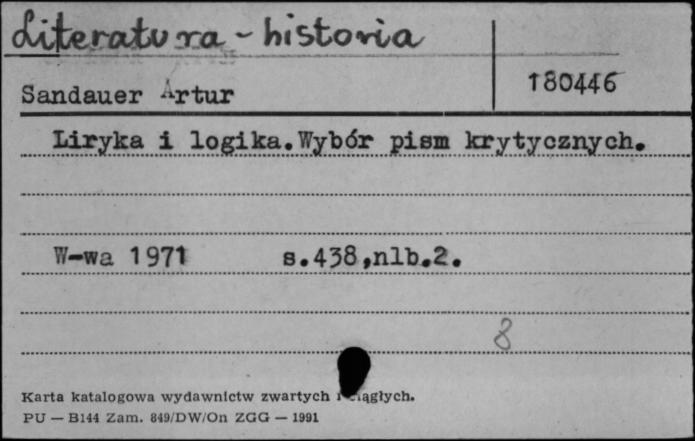 Literatura - historia
Sandauer Artur
180446
Liryka i logika. Wybór pism krytycznych.
W-wa 1971 s.438,nlb.2.
8
Karta katalogowa wydawnictw zwartych i ciągłych.
PU — B144 Zam. 849/DW/On ZGG — 1991